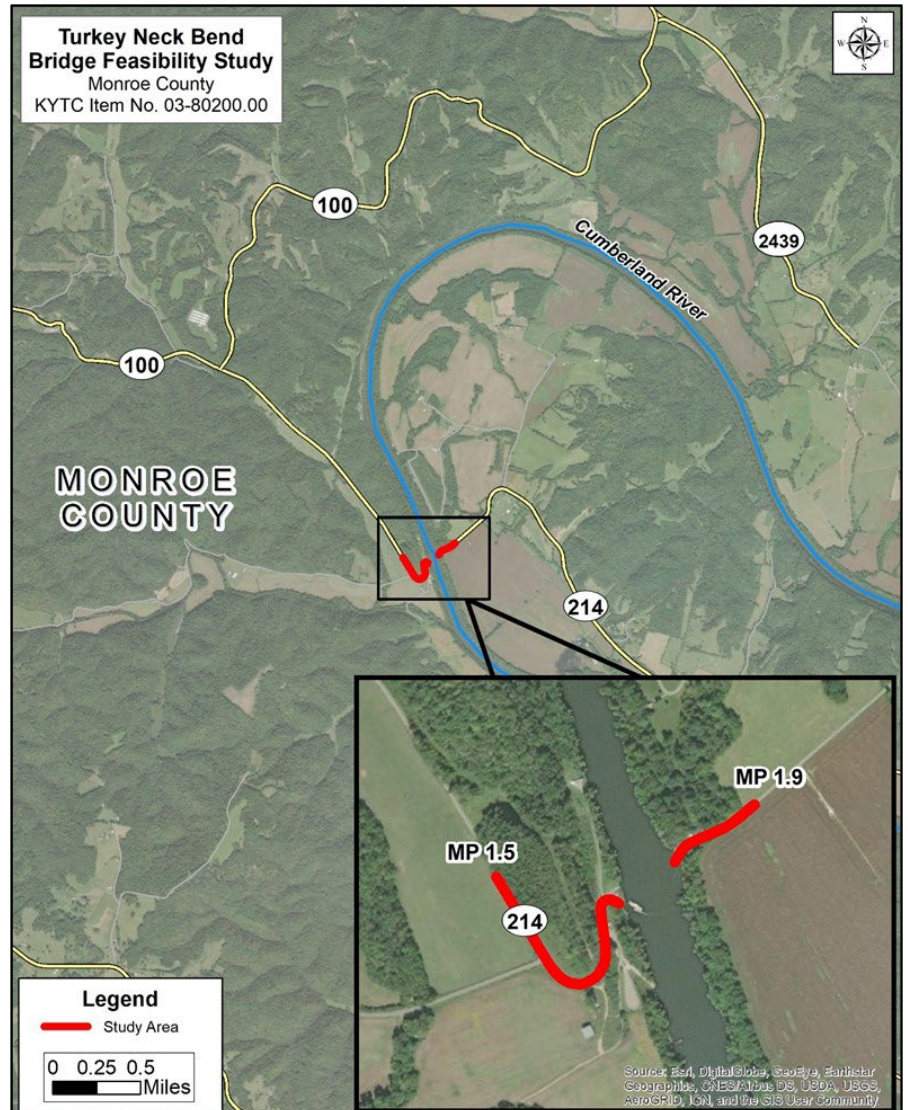 Turkey Neck Bend
Bridge Feasibility Study
Monroe County
KYTC Item No. 03-80200.00
N
W E
S
100
2439
Cumberland River
100
MONROE
COUNTY
214
MP 1.9
MP 1.5
214
Legend
Study Area
0 0.25 0.5
Miles
Source: Esri, DigitalGlobe, GeoEye, Earthstar
Geographics, CNES/Airbus DS, USDA, USGS,
AeroGRID, IGN, and the GIS User Community